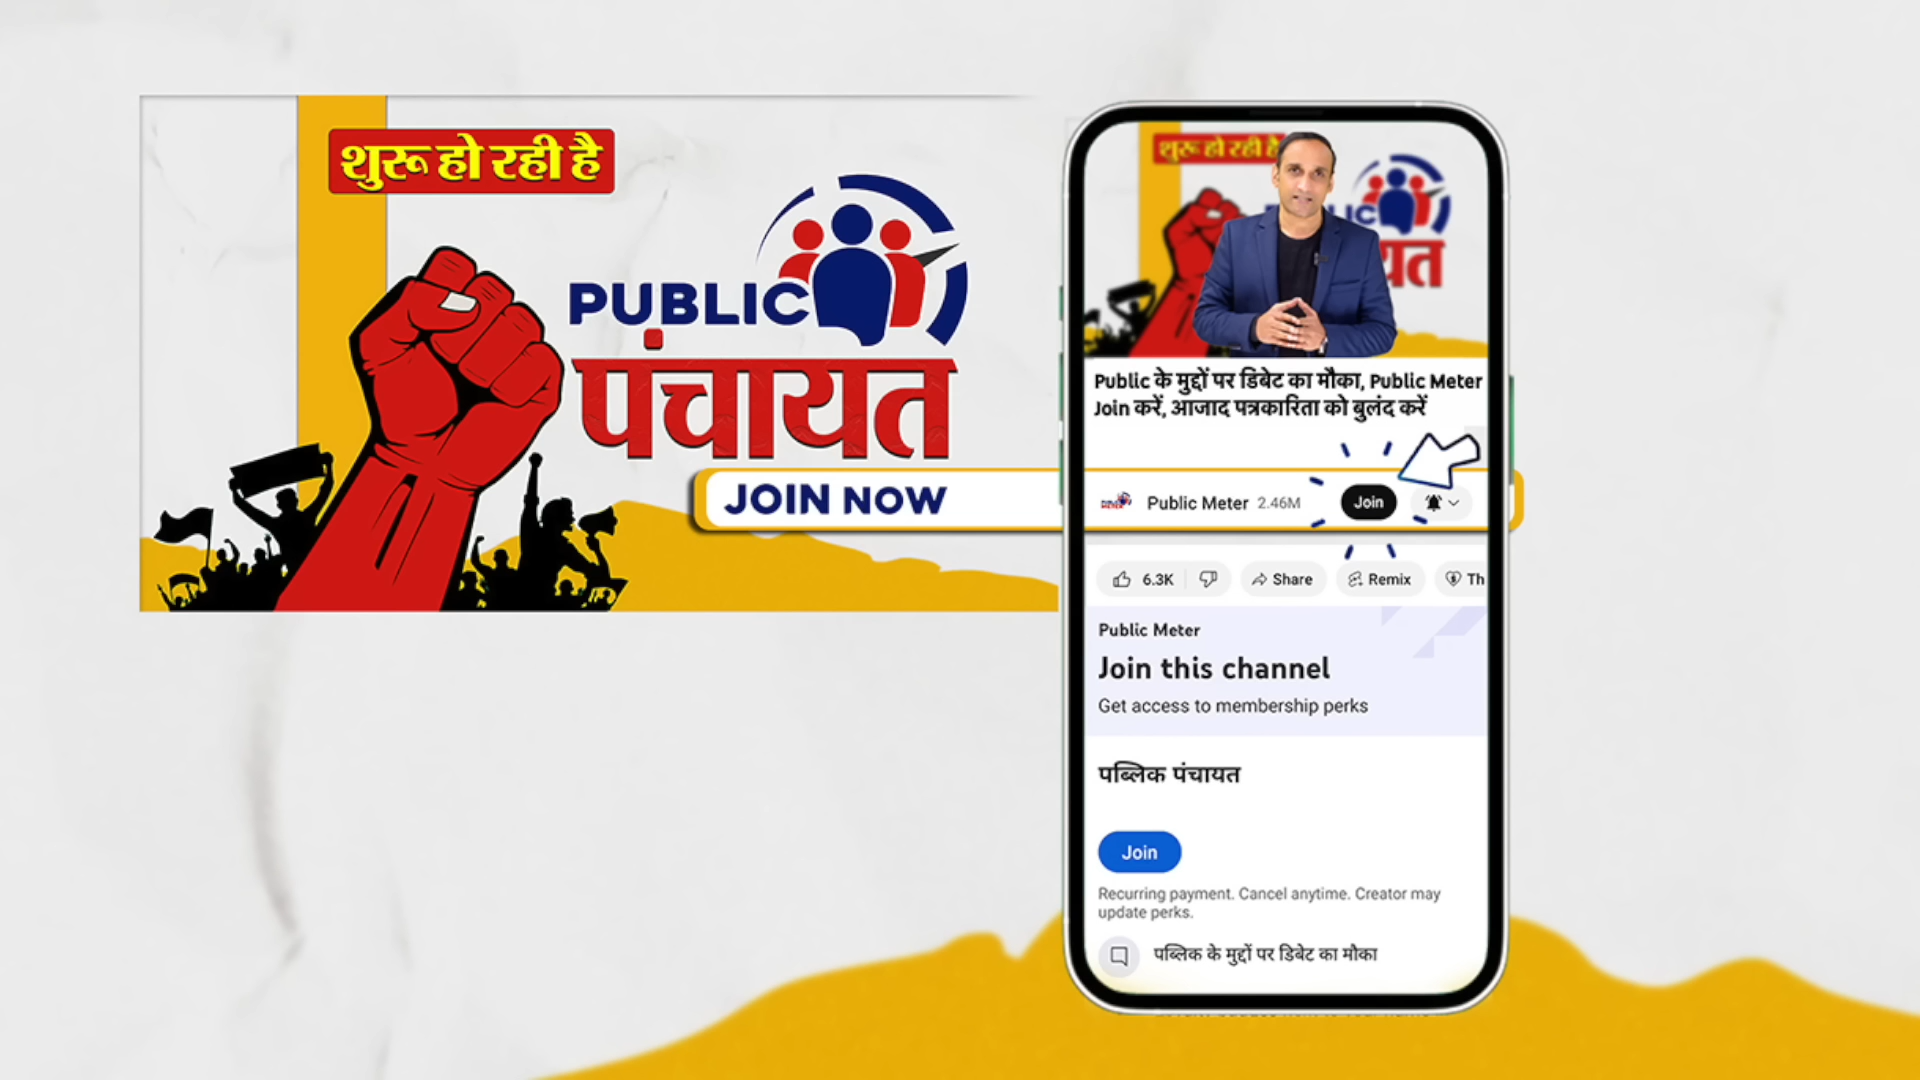 शुरू हो रही है
PUBLIC
पंचायत
JOIN NOW
शुरू हो रही है
Public के मुद्दों पर डिबेट का मौका, Public Meter
Join करें, आजाद पत्रकारिता को बुलंद करें
Public Meter 2.46M
Join
6.3K
Share
Remix
Th
Public Meter
Join this channel
Get access to membership perks
पब्लिक पंचायत
Join
Recurring payment. Cancel anytime. Creator may
update perks.
पब्लिक के मुद्दों पर डिबेट का मौका